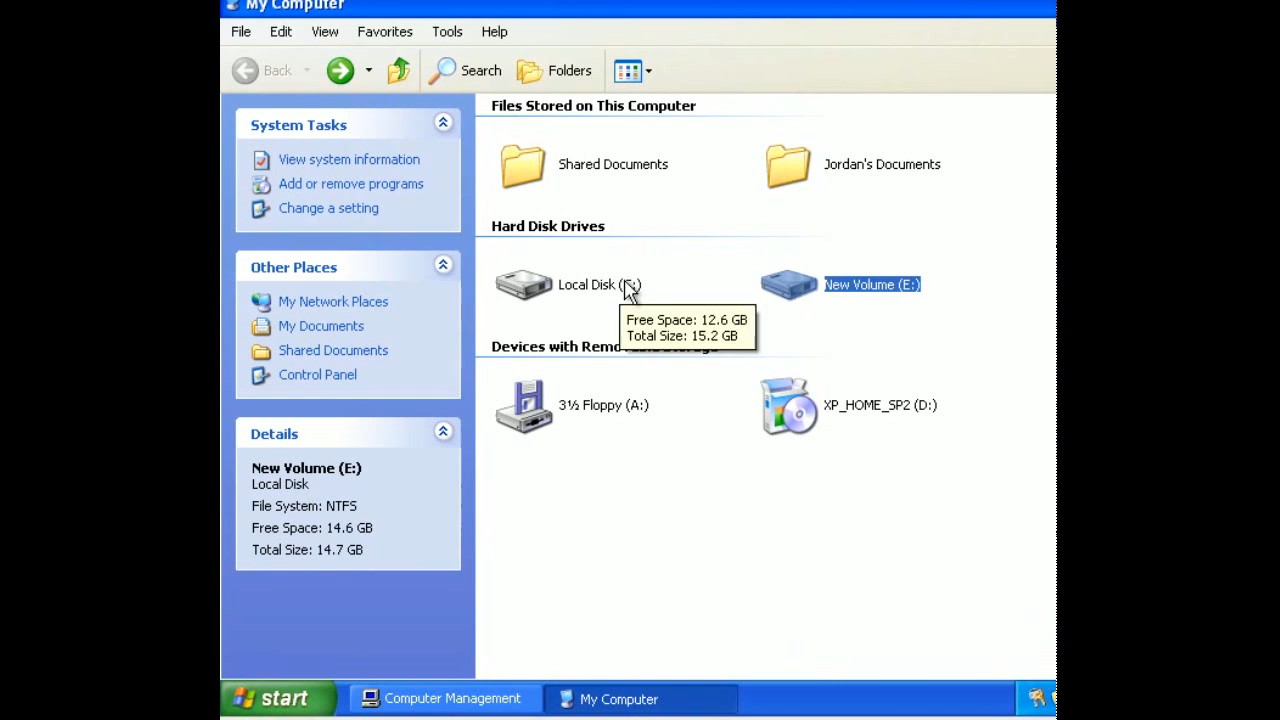 My Computer
File Edit View Favorites Tools Help
Back Search Folders
System Tasks
View system information
Add or remove programs
Change a setting
Other Places
My Network Places
My Documents
Shared Documents
Control Panel
Details
New Volume (E:)
Local Disk
File System: NTFS
Free Space: 14.6 GB
Total Size: 14.7 GB
Files Stored on This Computer
Shared Documents
Jordan's Documents
Hard Disk Drives
Local Disk
New Volume (E:)
Free Space: 12.6 GB
Total Size: 15.2 GB
Devices with
3½ Floppy (A:)
XP_HOME_SP2 (D:)
start Computer Management My Computer